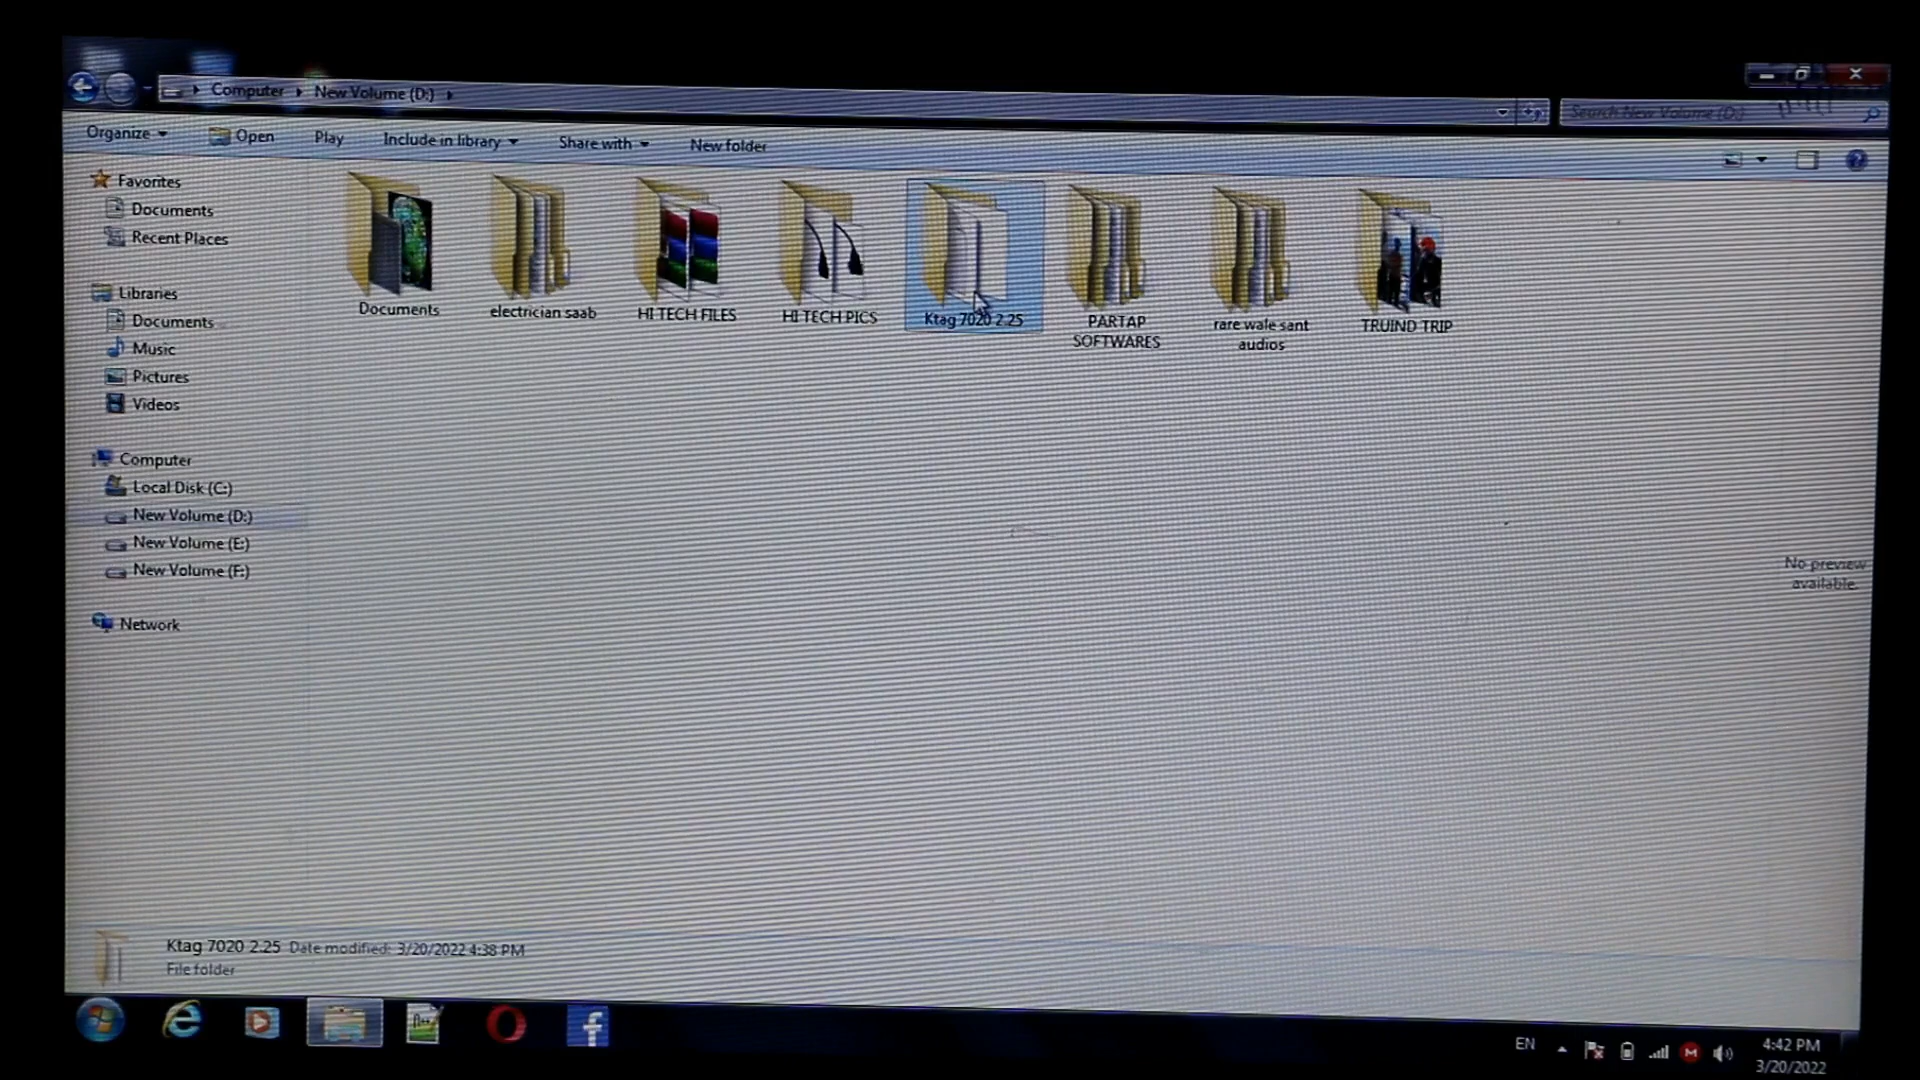 Computer New Volume (D:)
Search New Volume (D:)
Organize Open Play Include in library Share with New folder
Favorites
Documents
Recent Places
Libraries
Documents
Music
Pictures
Videos
Computer
Local Disk (C:)
New Volume (D:)
New Volume (E:)
New Volume (F:)
Network
Documents
electrician saab
HI TECH FILES
HI TECH PICS
Ktag 7020 2.25
PARTAP
SOFTWARES
rare wale sant
audios
TRUIND TRIP
No preview
available.
Ktag 7020 2.25 Date modified: 3/20/2022 4:38 PM
File folder
EN
4:42 PM
3/20/2022